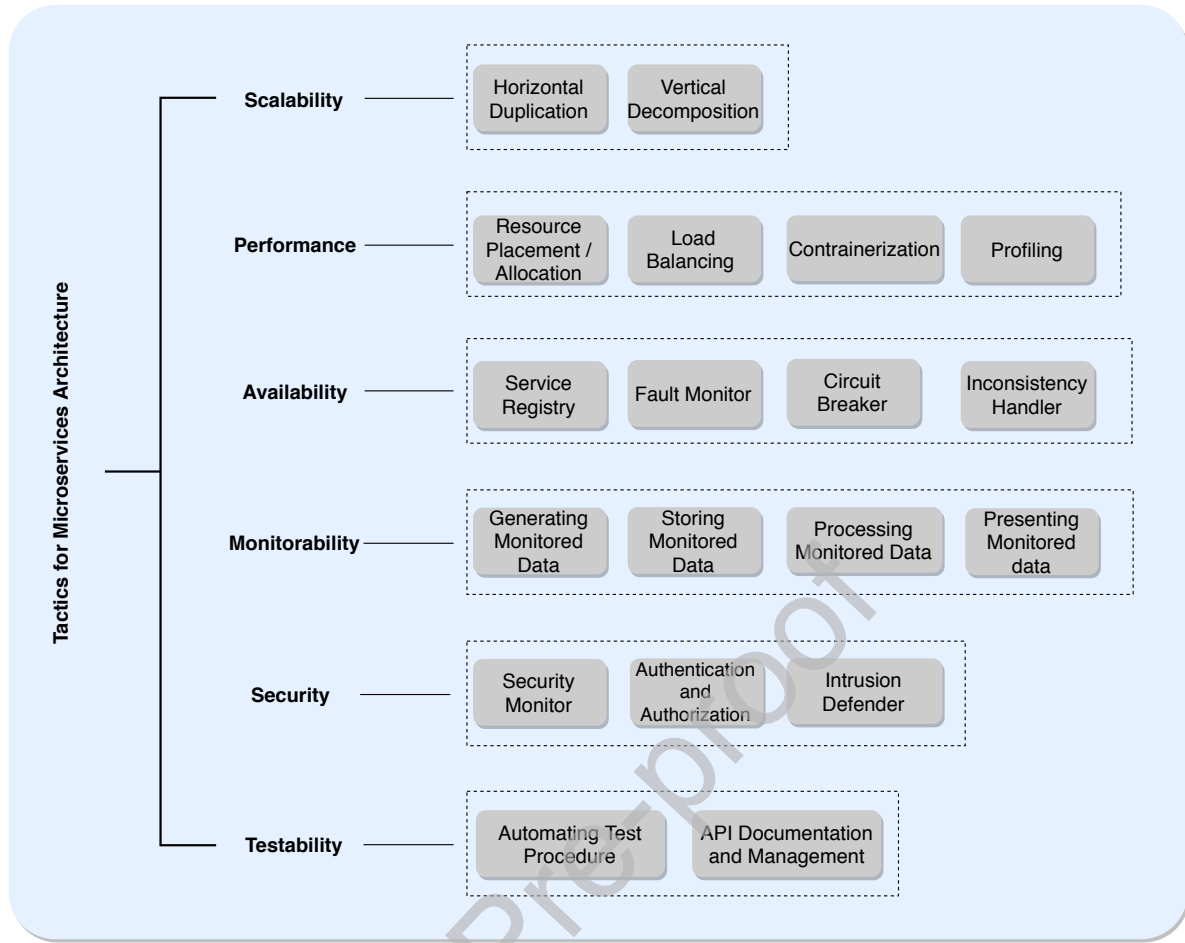 Tactics for Microservices Architecture
Scalability
Horizontal
Duplication
Vertical
Decomposition
Performance
Resource
Placement /
Allocation
Load
Balancing
Contrainerization
Profiling
Availability
Service
Registry
Fault Monitor
Circuit
Breaker
Inconsistency
Handler
Monitorability
Generating
Monitored
Data
Storing
Monitored
Data
Processing
Monitored Data
Presenting
Monitored
data
Security
Security
Monitor
Authentication
and
Authorization
Intrusion
Defender
Testability
Automating Test
Procedure
API Documentation
and Management
Pre-proof